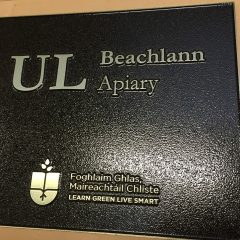 UL
Beachlann
Apiary
Foghlaim Ghlas
Maireachtáil Chliste
LEARN GREEN LIVE SMART